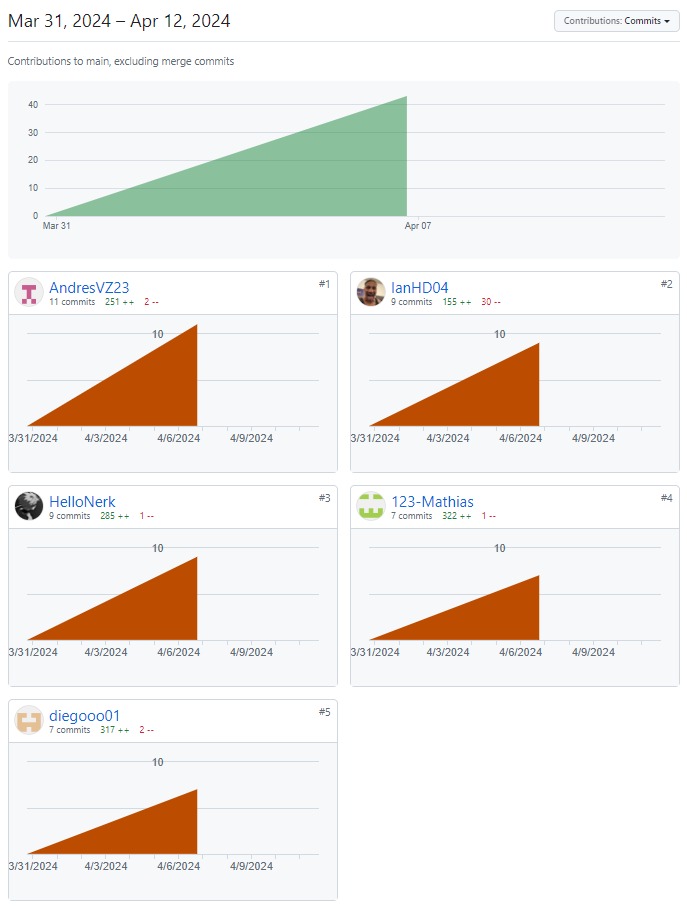 Mar 31, 2024 – Apr 12, 2024
Contributions: Commits
Contributions to main, excluding merge commits
40
30
20
10
0
Mar 31 Apr 07
AndresVZ23 #1
11 commits 251 ++ 2 --
10
3/31/2024 4/3/2024 4/6/2024 4/9/2024
IanHD04 #2
9 commits 155 ++ 30 --
10
3/31/2024 4/3/2024 4/6/2024 4/9/2024
HelloNerk #3
9 commits 285 ++ 1 --
10
3/31/2024 4/3/2024 4/6/2024 4/9/2024
123-Mathias #4
7 commits 322 ++ 1 --
10
3/31/2024 4/3/2024 4/6/2024 4/9/2024
diegooo01 #5
7 commits 317 ++ 2 --
10
3/31/2024 4/3/2024 4/6/2024 4/9/2024